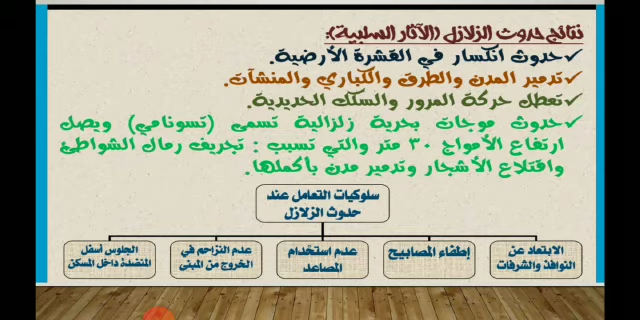 نتائج حدوث الزلازل (الآثار السلبية):
✓حدوث انكسار في القشرة الأرضية.
✓تدمير المدن والطرق والكباري والمنشآت.
✓تعطل حركة المرور والسكك الحديدية.
✓حدوث موجات بحرية زلزالية تسمى (تسونامي) ويصل
ارتفاع الأمواج ٣٠ متر والتي تسبب : تجريف رمال الشواطئ
واقتلاع الأشجار وتدمير مدن بأكملها.
سلوكيات التعامل عند
حدوث الزلازل
الابتعاد عن
النوافذ والشرفات
إطفاء المصابيح
عدم استخدام
المصاعد
عدم التزاحم في
الخروج من المبنى
الجلوس أسفل
المنضدة داخل المسكن